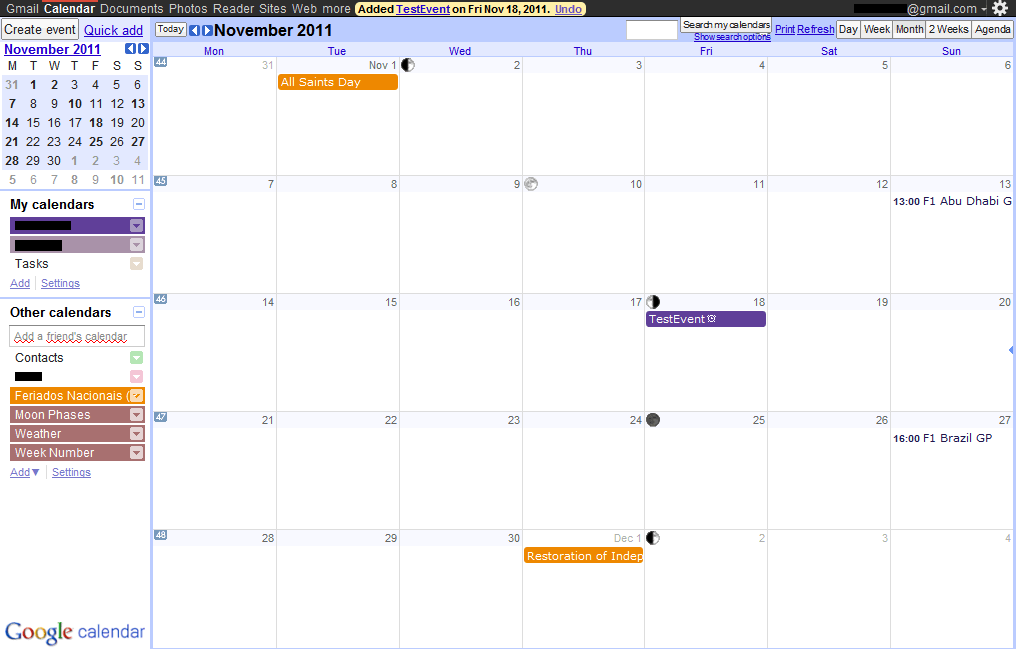 Gmail Calendar Documents Photos Reader Sites Web more Added TestEvent on Fri Nov 18, 2011. Undo @gmail.com
Create event Quick add Today November 2011 Search my calendars Show search options Print Refresh Day Week Month 2 Weeks Agenda
November 2011
M T W T F S S
31 1 2 3 4 5 6
7 8 9 10 11 12 13
14 15 16 17 18 19 20
21 22 23 24 25 26 27
28 29 30 1 2 3 4
5 6 7 8 9 10 11
My calendars
Tasks
Add Settings
Other calendars
Add a friend's calendar
Contacts
Feriados Nacionais (
Moon Phases
Weather
Week Number
Add▼ Settings
Google calendar
Mon Tue Wed Thu Fri Sat Sun
44 31 Nov 1 2 3 4 5 6
All Saints Day
45 7 8 9 10 11 12 13
13:00 F1 Abu Dhabi G
46 14 15 16 17 18 19 20
TestEvent
47 21 22 23 24 25 26 27
16:00 F1 Brazil GP
48 28 29 30 Dec 1 2 3 4
Restoration of Indep